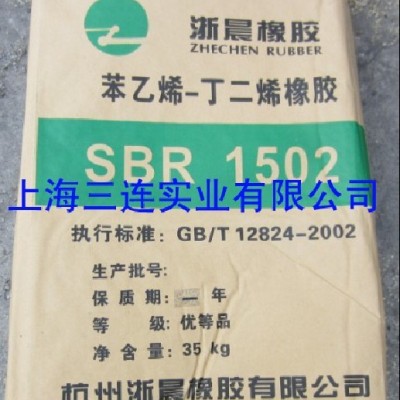 浙晨橡胶
ZHECHEN RUBBER
苯乙烯-丁二烯橡胶
SBR 1502
上海三连实业有限公司
执行标准：GB/T 12824-2002
生产批号：
保质期：一年
等级：优等品
净含量：35kg
杭州浙晨橡胶有限公司